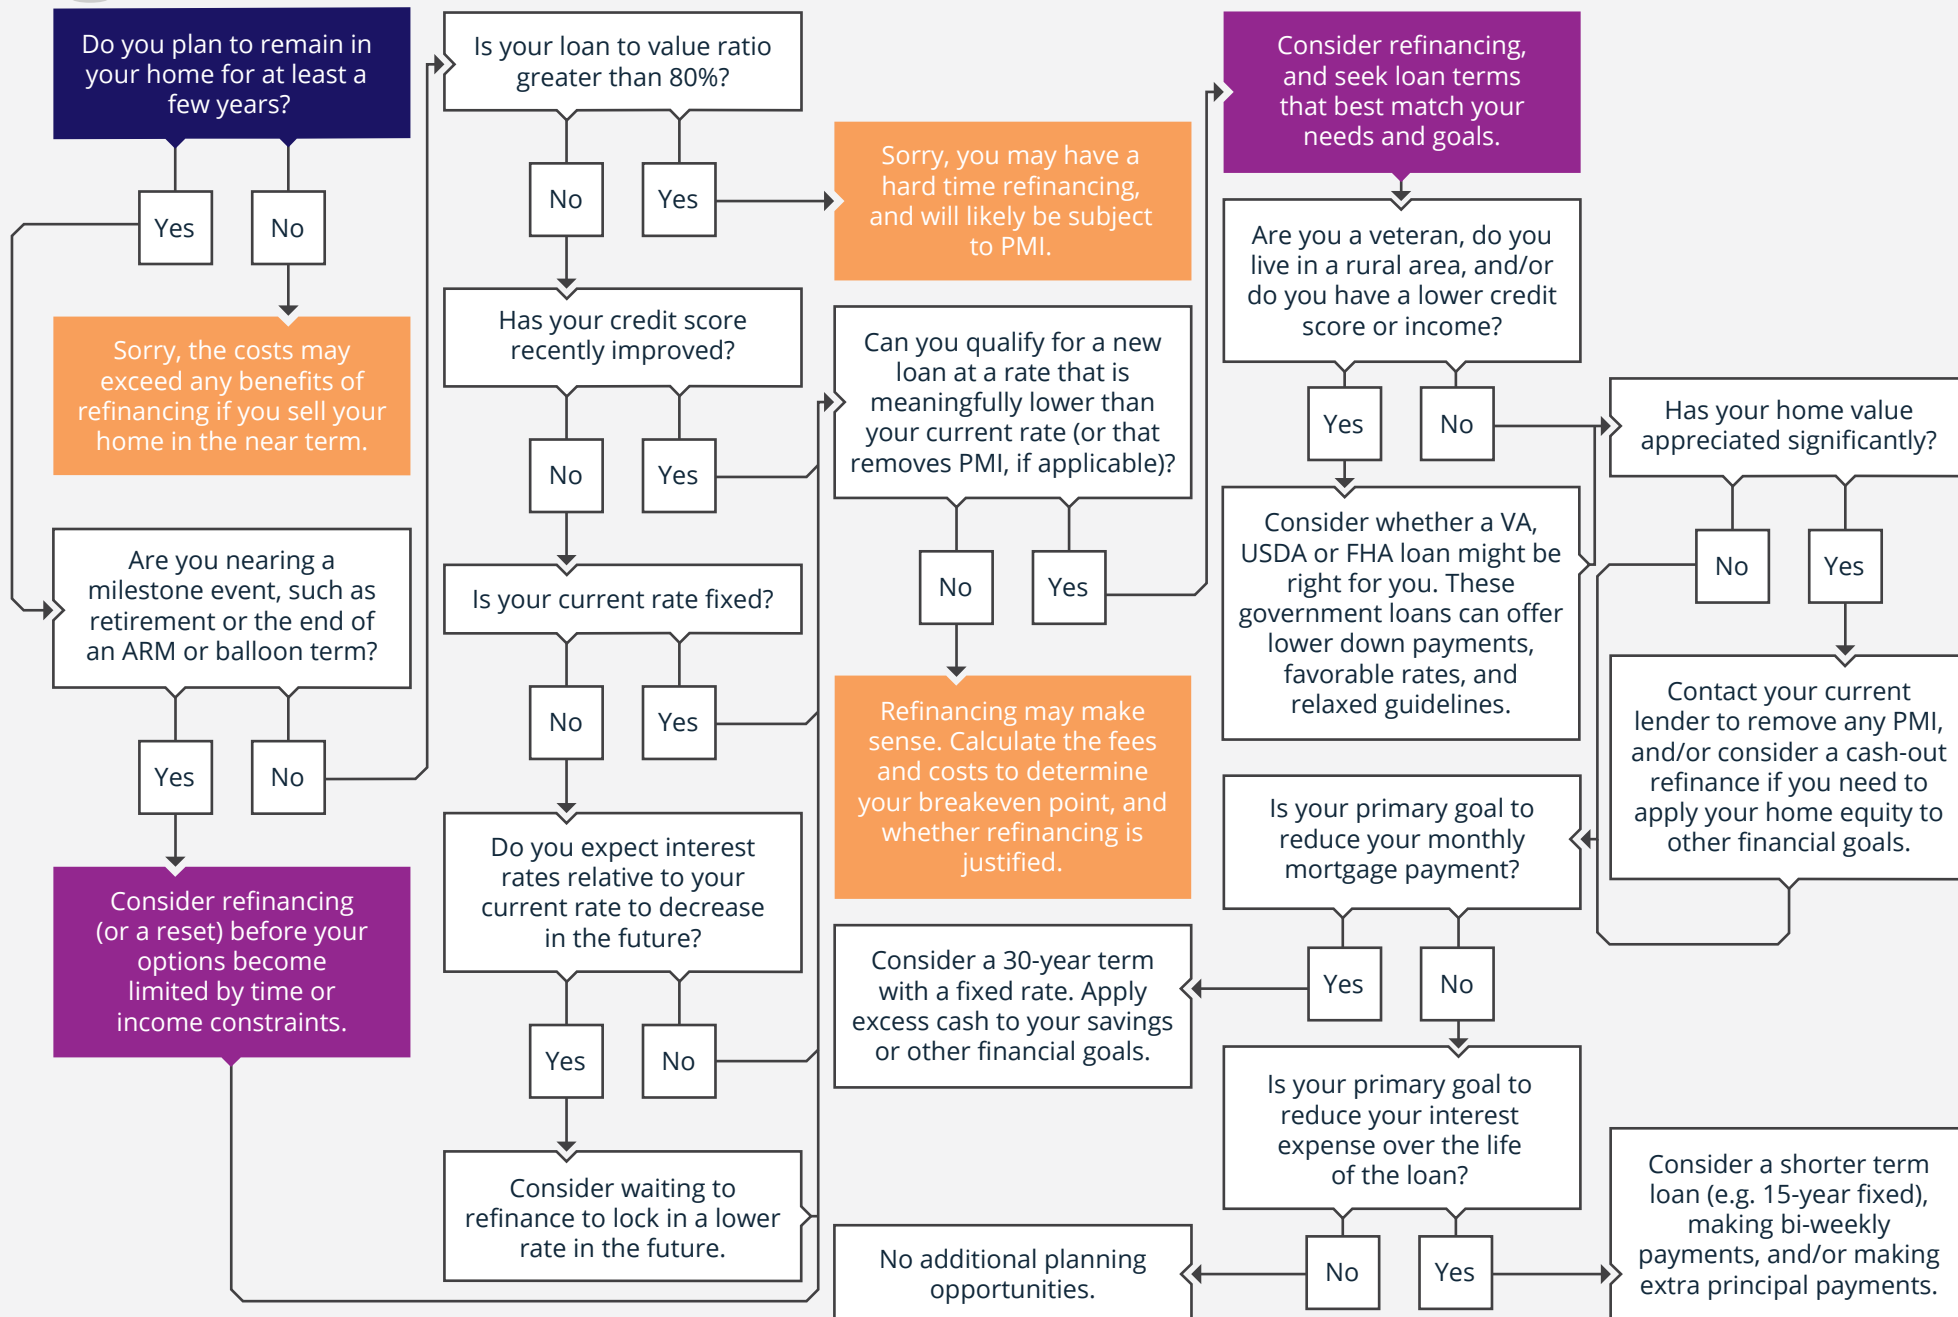 Do you plan to remain in
your home for at least a
few years?
Yes
No
Sorry, the costs may
exceed any benefits of
refinancing if you sell your
home in the near term.
Are you nearing a
milestone event, such as
retirement or the end of
an ARM or balloon term?
Yes
No
Consider refinancing
(or a reset) before your
options become
limited by time or
income constraints.
Is your loan to value ratio
greater than 80%?
No
Yes
Sorry, you may have a
hard time refinancing,
and will likely be subject
to PMI.
Has your credit score
recently improved?
No
Yes
Is your current rate fixed?
No
Yes
Do you expect interest
rates relative to your
current rate to decrease
in the future?
Yes
No
Consider waiting to
refinance to lock in a lower
rate in the future.
Can you qualify for a new
loan at a rate that is
meaningfully lower than
your current rate (or that
removes PMI, if applicable)?
No
Yes
Refinancing may make
sense. Calculate the fees
and costs to determine
your breakeven point, and
whether refinancing is
justified.
Consider refinancing,
and seek loan terms
that best match your
needs and goals.
Are you a veteran, do you
live in a rural area, and/or
do you have a lower credit
score or income?
Yes
No
Consider whether a VA,
USDA or FHA loan might be
right for you. These
government loans can offer
lower down payments,
favorable rates, and
relaxed guidelines.
Has your home value
appreciated significantly?
No
Yes
Contact your current
lender to remove any PMI,
and/or consider a cash-out
refinance if you need to
apply your home equity to
other financial goals.
Is your primary goal to
reduce your monthly
mortgage payment?
Yes
No
Consider a 30-year term
with a fixed rate. Apply
excess cash to your savings
or other financial goals.
Is your primary goal to
reduce your interest
expense over the life
of the loan?
No
Yes
No additional planning
opportunities.
Consider a shorter term
loan (e.g. 15-year fixed),
making bi-weekly
payments, and/or making
extra principal payments.